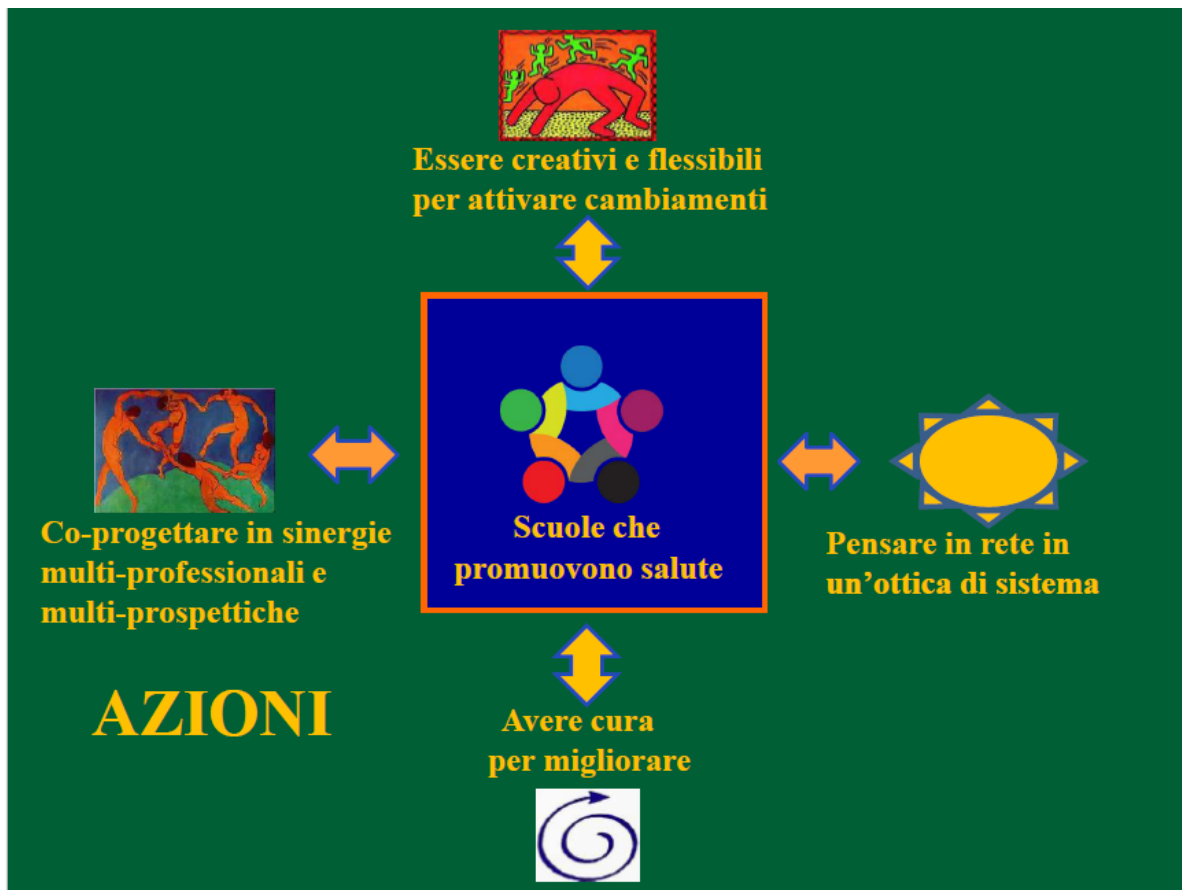 Essere creativi e flessibili
per attivare cambiamenti
Co-progettare in sinergie
multi-professionali e
multi-prospettiche
Scuole che
promuovono salute
Pensare in rete in
un’ottica di sistema
AZIONI
Avere cura
per migliorare